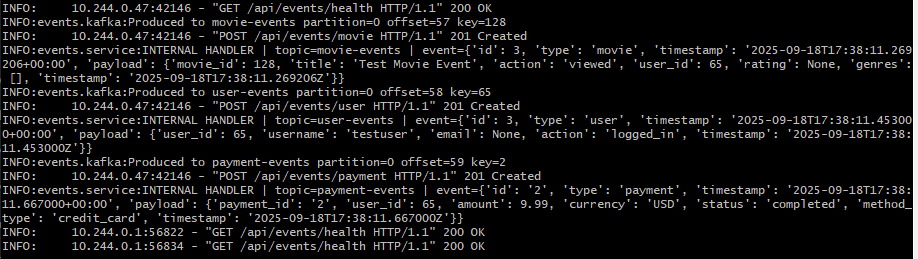 INFO:     10.244.0.47:42146 - "GET /api/events/health HTTP/1.1" 200 OK
INFO:events.kafka:Produced to movie-events partition=0 offset=57 key=128
INFO:     10.244.0.47:42146 - "POST /api/events/movie HTTP/1.1" 201 Created
INFO:events.service:INTERNAL HANDLER | topic=movie-events | event={'id': 3, 'type': 'movie', 'timestamp': '2025-09-18T17:38:11.269
206+00:00', 'payload': {'movie_id': 128, 'title': 'Test Movie Event', 'action': 'viewed', 'user_id': 65, 'rating': None, 'genres':
 [], 'timestamp': '2025-09-18T17:38:11.269206Z'}}
INFO:events.kafka:Produced to user-events partition=0 offset=58 key=65
INFO:     10.244.0.47:42146 - "POST /api/events/user HTTP/1.1" 201 Created
INFO:events.service:INTERNAL HANDLER | topic=user-events | event={'id': 3, 'type': 'user', 'timestamp': '2025-09-18T17:38:11.45300
0+00:00', 'payload': {'user_id': 65, 'username': 'testuser', 'email': None, 'action': 'logged_in', 'timestamp': '2025-09-18T17:38:
11.453000Z'}}
INFO:events.kafka:Produced to payment-events partition=0 offset=59 key=2
INFO:     10.244.0.47:42146 - "POST /api/events/payment HTTP/1.1" 201 Created
INFO:events.service:INTERNAL HANDLER | topic=payment-events | event={'id': '2', 'type': 'payment', 'timestamp': '2025-09-18T17:38:
11.667000+00:00', 'payload': {'payment_id': '2', 'user_id': 65, 'amount': 9.99, 'currency': 'USD', 'status': 'completed', 'method_
type': 'credit_card', 'timestamp': '2025-09-18T17:38:11.667000Z'}}
INFO:     10.244.0.1:56822 - "GET /api/events/health HTTP/1.1" 200 OK
INFO:     10.244.0.1:56834 - "GET /api/events/health HTTP/1.1" 200 OK